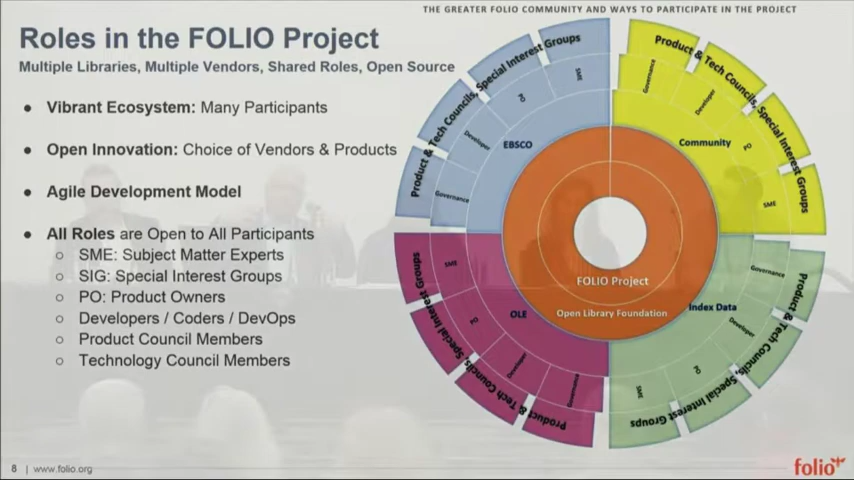 THE GREATER FOLIO COMMUNITY AND WAYS TO PARTICIPATE IN THE PROJECT
Roles in the FOLIO Project
Multiple Libraries, Multiple Vendors, Shared Roles, Open Source
● Vibrant Ecosystem: Many Participants
● Open Innovation: Choice of Vendors & Products
● Agile Development Model
● All Roles are Open to All Participants
○ SME: Subject Matter Experts
○ SIG: Special Interest Groups
○ PO: Product Owners
○ Developers / Coders / DevOps
○ Product Council Members
○ Technology Council Members
Product & Tech Councils, Special Interest Groups
Governance
Developer
PO
SME
EBSCO
Product & Tech Councils, Special Interest Groups
Governance
Developer
PO
SME
Community
FOLIO Project
Open Library Foundation
Product & Tech Councils, Special Interest Groups
SME
PO
Developer
Governance
OLE
Product & Tech Councils, Special Interest Groups
Governance
Developer
PO
SME
Index Data
8 | www.folio.org
folio